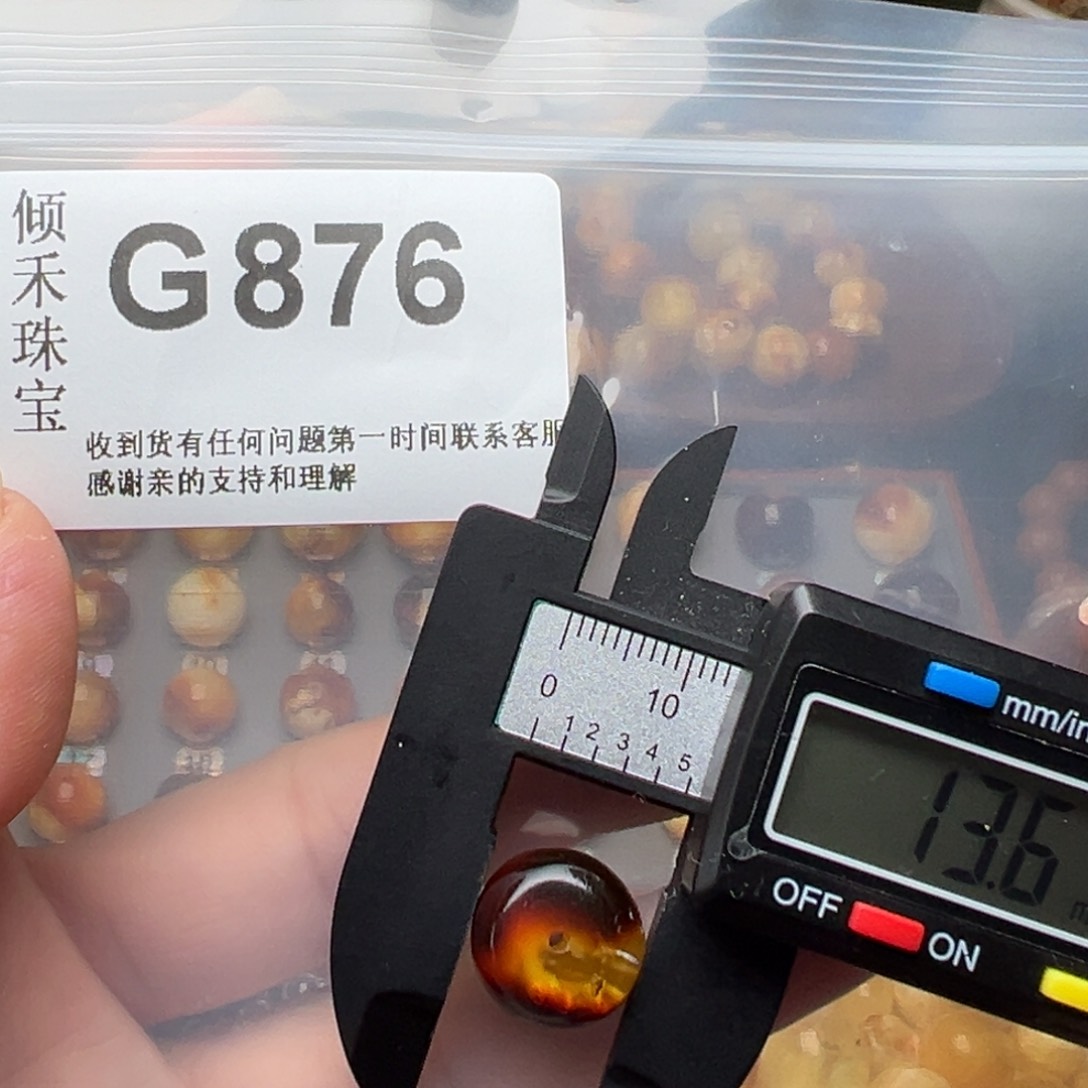 倾禾珠宝
G876
收到货有任何问题第一时间联系客服
感谢亲的支持和理解
0 10
1 2 3 4 5
mm/in
13.6
OFF ON